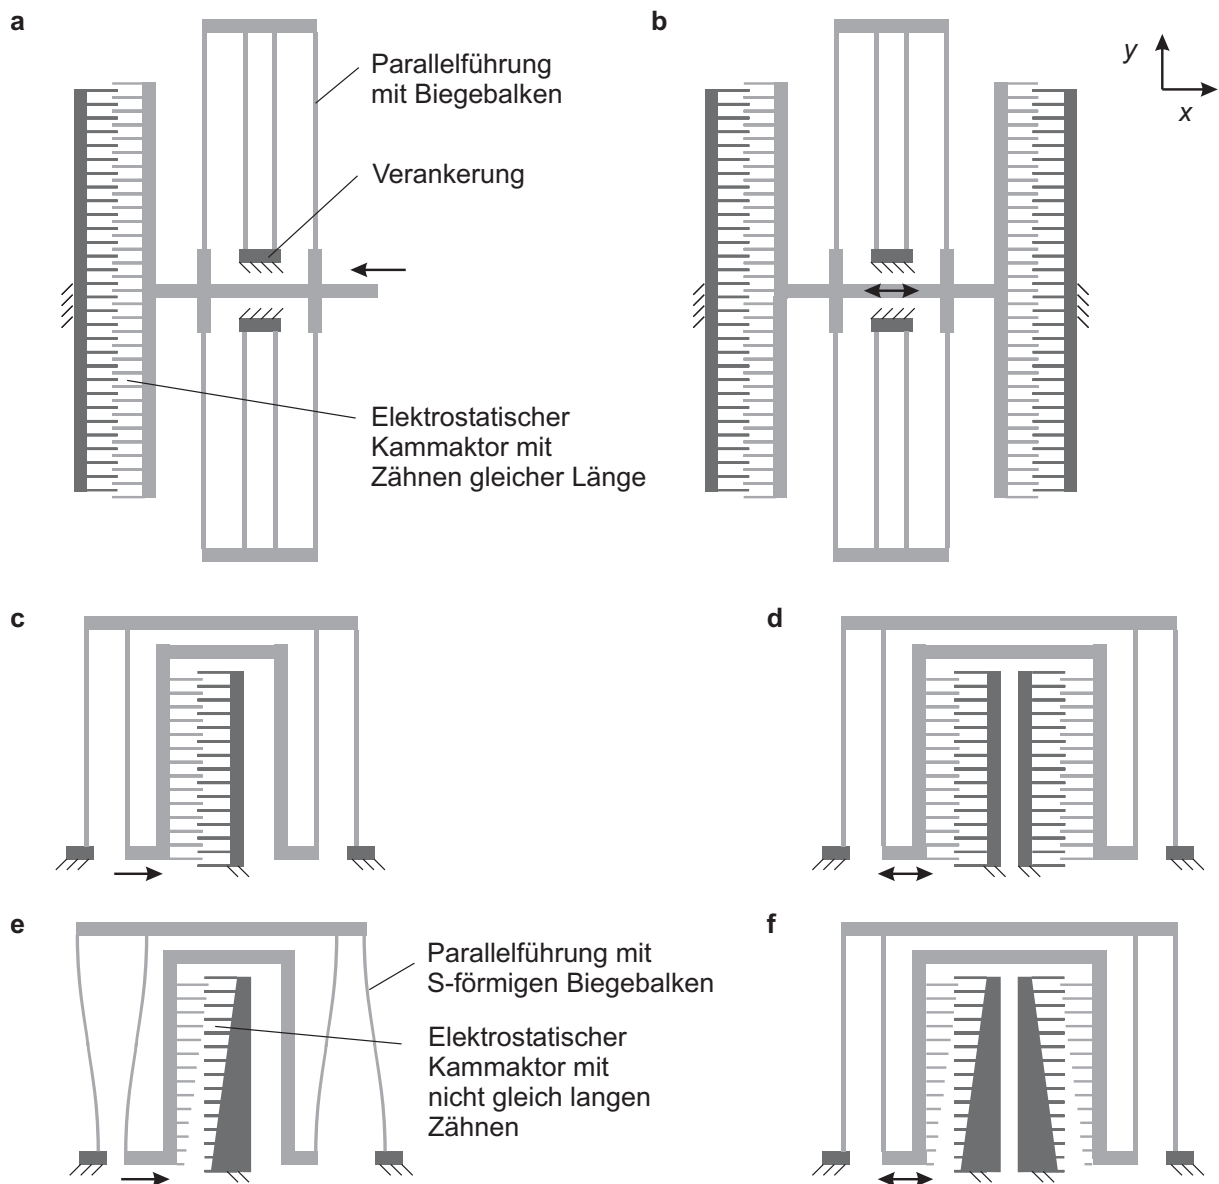 a
b
Parallelführung
mit Biegebalken
y
x
Verankerung
Elektrostatischer
Kammaktor mit
Zähnen gleicher Länge
c
d
e
f
Parallelführung mit
S-förmigen Biegebalken
Elektrostatischer
Kammaktor mit
nicht gleich langen
Zähnen